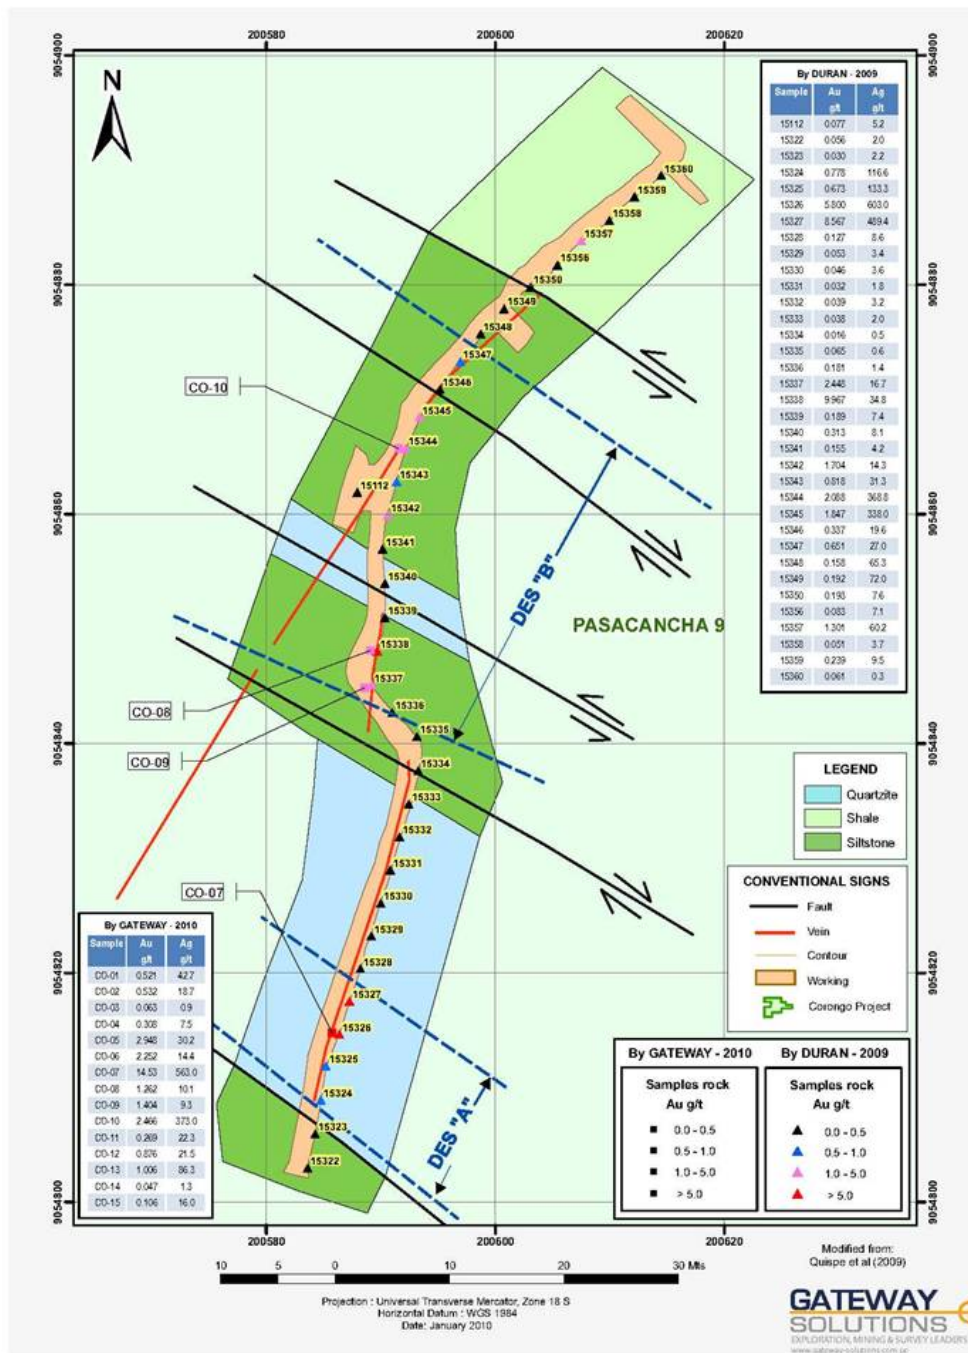 200580 200600 200620
9054900 9054900
N
By DURAN - 2009
Sample Au Ag
g/t g/t
15112 0.077 5.2
15322 0.056 2.0
15323 0.030 2.2
15324 0.778 116.6
15325 0.673 133.3
15326 5.800 603.0
15327 8.567 489.4
15328 0.127 8.6
15329 0.053 3.4
15330 0.046 3.6
15331 0.032 1.8
15332 0.039 3.2
15333 0.038 2.0
15334 0.016 0.5
15335 0.065 0.6
15336 0.181 1.4
15337 2.448 16.7
15338 9.967 34.8
15339 0.189 7.4
15340 0.313 8.1
15341 0.155 4.2
15342 1.704 14.3
15343 0.818 31.3
15344 2.088 368.8
15345 1.847 338.0
15346 0.337 19.6
15347 0.651 27.0
15348 0.158 65.3
15349 0.192 72.0
15350 0.193 7.6
15356 0.083 7.1
15357 1.301 60.2
15358 0.051 3.7
15359 0.239 9.5
15360 0.061 0.3
15360
15359
15358
15357
15356
9054880 9054880
15350
15349
15348
15347
15346
CO-10
15345
15344
15343
15112
15342
9054860 9054860
15341
15340
15339
DES "B"
PASACANCHA 9
15338
15337
CO-08
15336
15335
CO-09
9054840 9054840
15334
15333
15332
15331
CO-07
15330
15329
15328
9054820 9054820
15327
15326
15325
15324
15323
15322
DES "A"
9054800 9054800
LEGEND
Quartzite
Shale
Siltstone
CONVENTIONAL SIGNS
Fault
Vein
Contour
Working
Corongo Project
By GATEWAY - 2010
Sample Au Ag
g/t g/t
CO-01 0.521 42.7
CO-02 0.532 18.7
CO-03 0.063 0.9
CO-04 0.308 7.5
CO-05 2.948 30.2
CO-06 2.252 14.4
CO-07 14.53 563.0
CO-08 1.262 10.1
CO-09 1.404 9.3
CO-10 2.466 373.0
CO-11 0.269 22.3
CO-12 0.876 21.5
CO-13 1.006 86.3
CO-14 0.047 1.3
CO-15 0.106 16.0
By GATEWAY - 2010
Samples rock
Au g/t
0.0 - 0.5
0.5 - 1.0
1.0 - 5.0
> 5.0
By DURAN - 2009
Samples rock
Au g/t
0.0 - 0.5
0.5 - 1.0
1.0 - 5.0
> 5.0
200580 200600 200620
10 5 0 10 20 30 Mts
Projection : Universal Transverse Mercator, Zone 18 S
Horizontal Datum : WGS 1984
Date: January 2010
Modified from:
Quispe et al (2009)
GATEWAY
SOLUTIONS
EXPLORATION, MINING & SURVEY LEADERS
www.gateway-solutions.com.pe